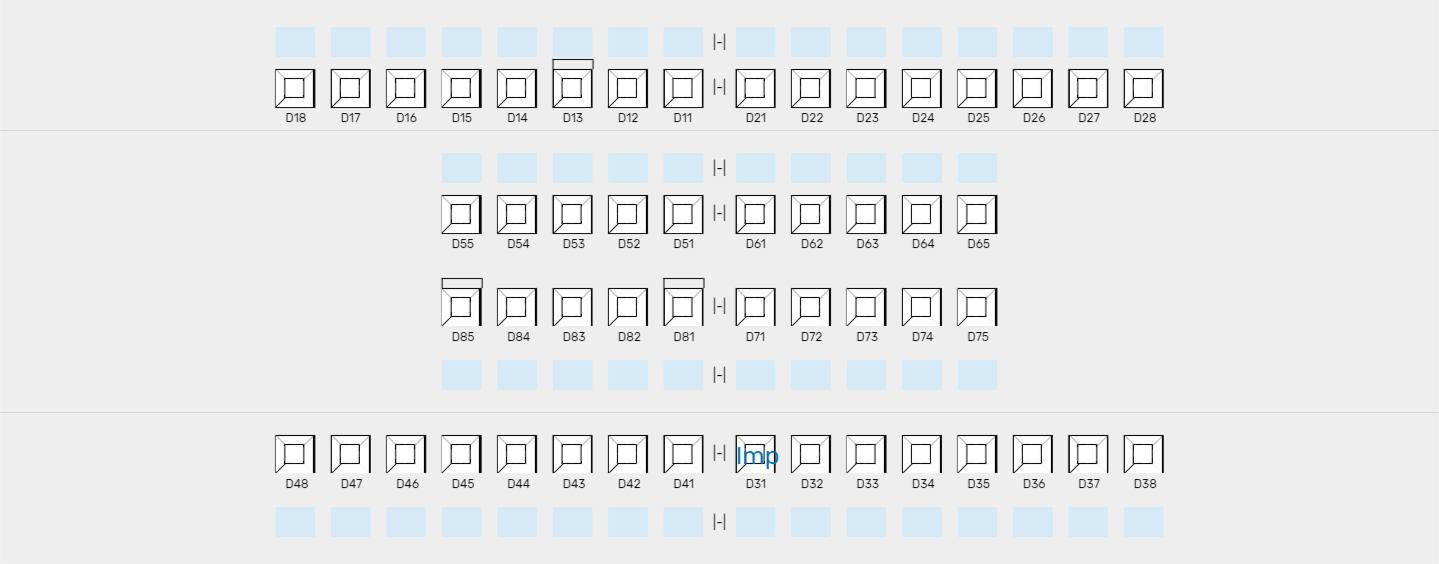 |-|
|-|
D18 D17 D16 D15 D14 D13 D12 D11 D21 D22 D23 D24 D25 D26 D27 D28
|-|
|-|
D55 D54 D53 D52 D51 D61 D62 D63 D64 D65
|-|
D85 D84 D83 D82 D81 D71 D72 D73 D74 D75
|-|
|-| Imp
D48 D47 D46 D45 D44 D43 D42 D41 D31 D32 D33 D34 D35 D36 D37 D38
|-|